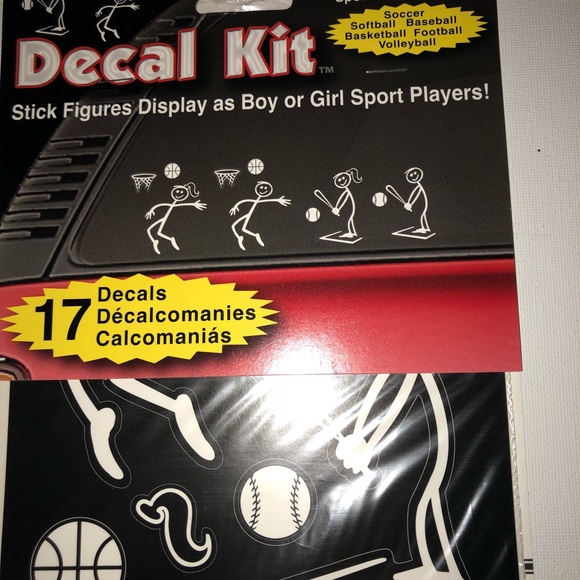 Soccer
Softball Baseball
Basketball Football
Volleyball
Decal Kit™
Stick Figures Display as Boy or Girl Sport Players!
17
Decals
Décalcomanies
Calcomaniás